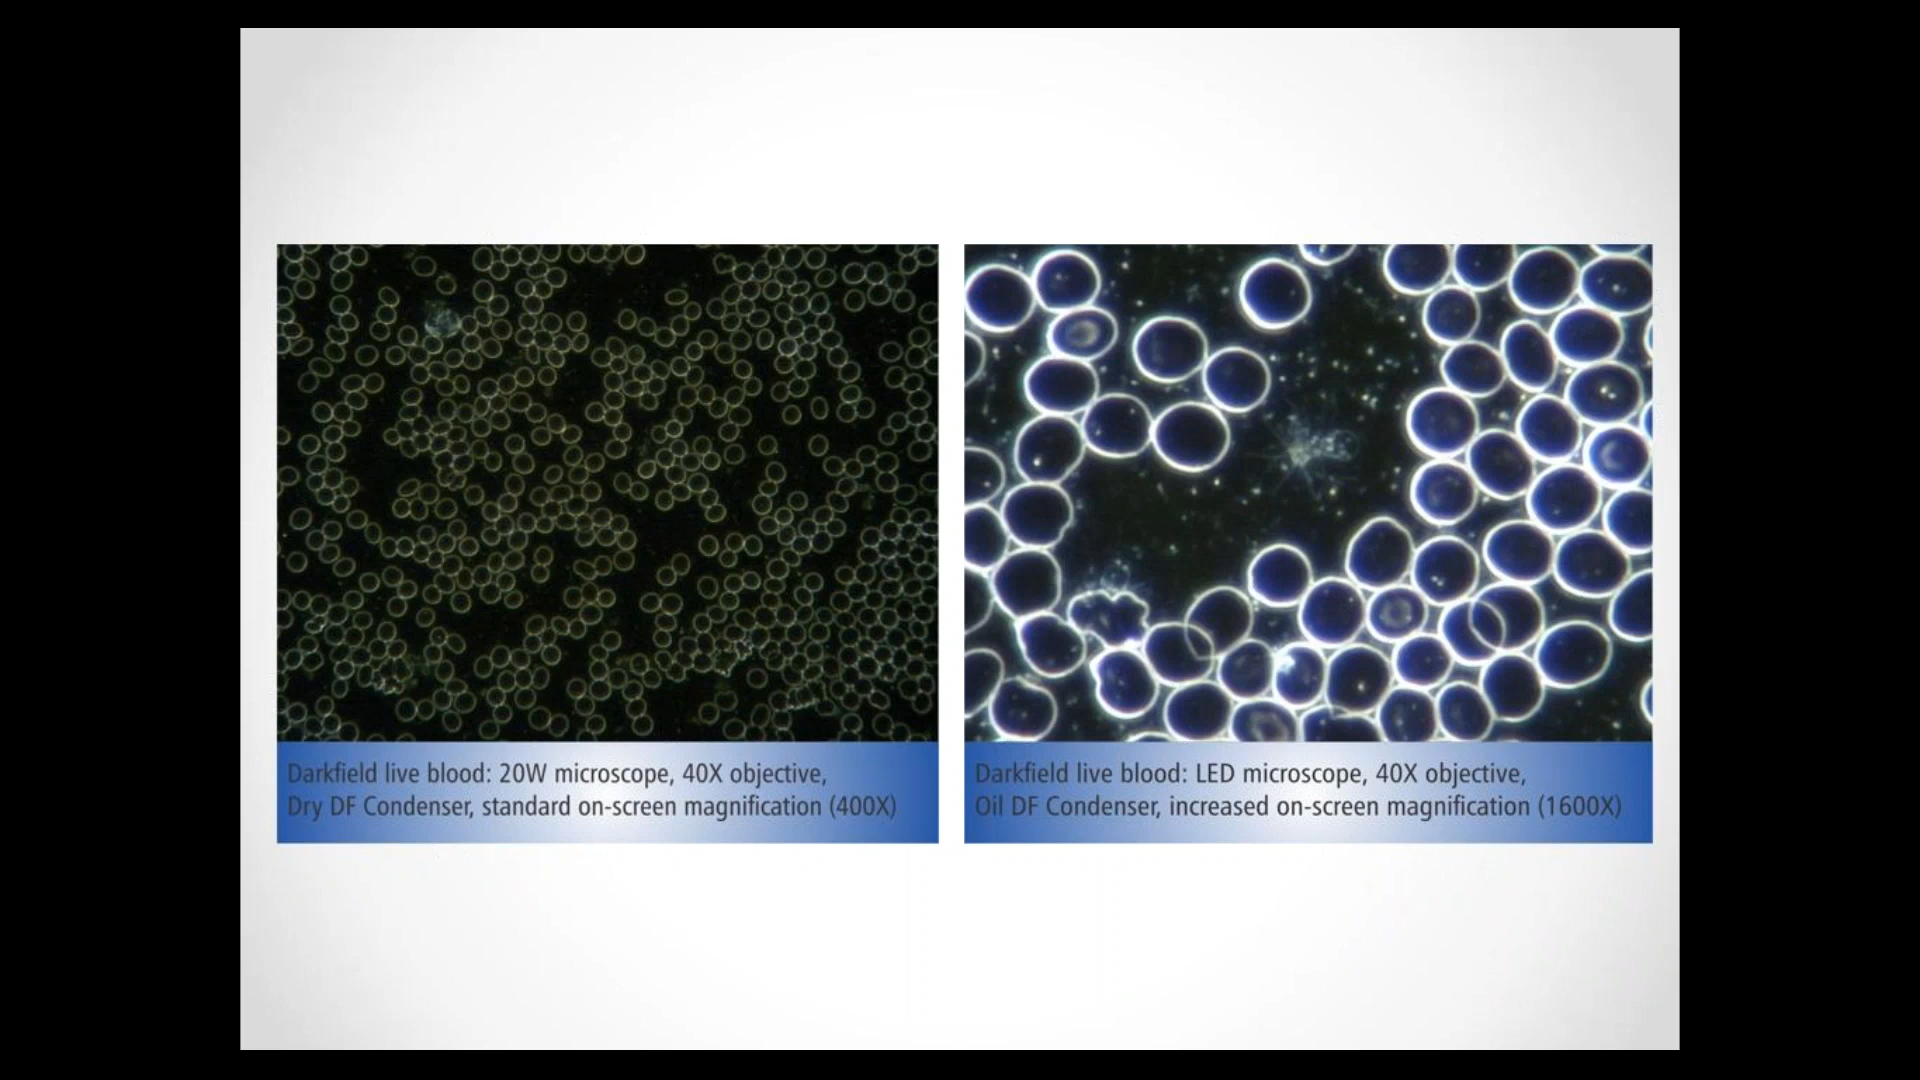 Darkfield live blood: 20W microscope, 40X objective,
Dry DF Condenser, standard on-screen magnification (400X)
Darkfield live blood: LED microscope, 40X objective,
Oil DF Condenser, increased on-screen magnification (1600X)